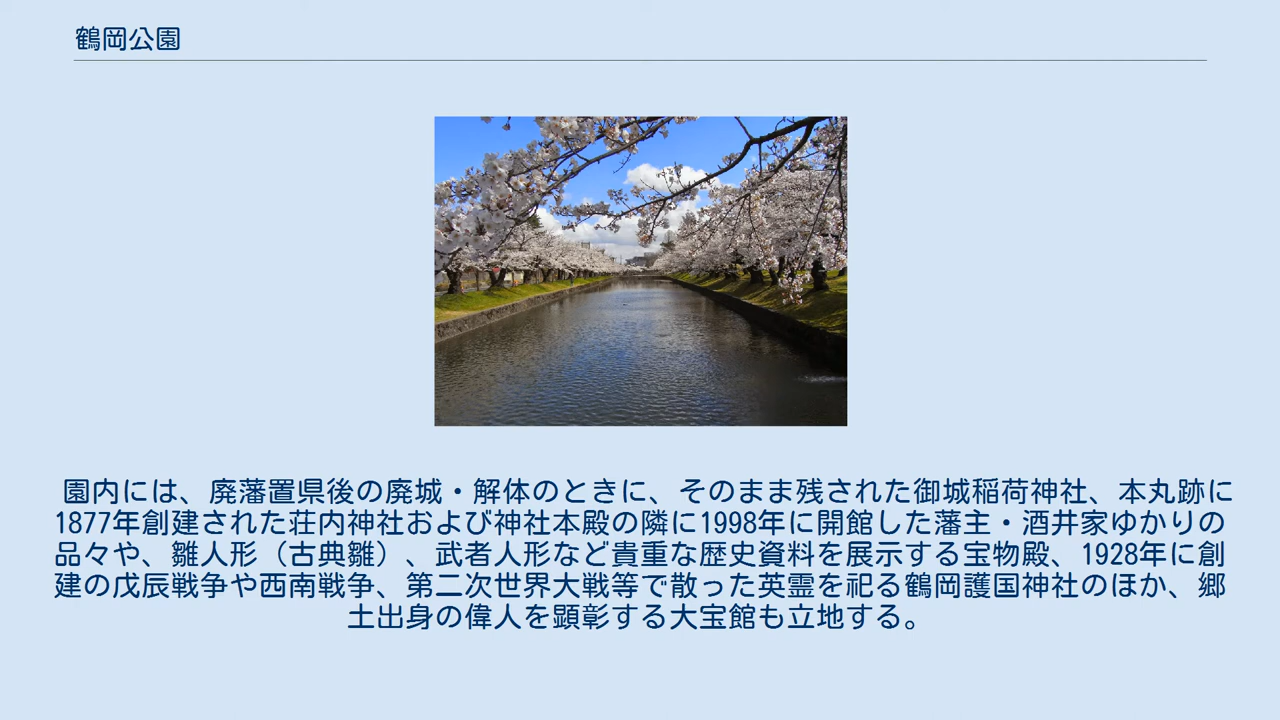 鶴岡公園
園内には、廃藩置県後の廃城・解体のときに、そのまま残された御城稲荷神社、本丸跡に
1877年創建された荘内神社および神社本殿の隣に1998年に開館した藩主・酒井家ゆかりの
品々や、雛人形（古典雛）、武者人形など貴重な歴史資料を展示する宝物殿、1928年に創
建の戊辰戦争や西南戦争、第二次世界大戦等で散った英霊を祀る鶴岡護国神社のほか、郷
土出身の偉人を顕彰する大宝館も立地する。